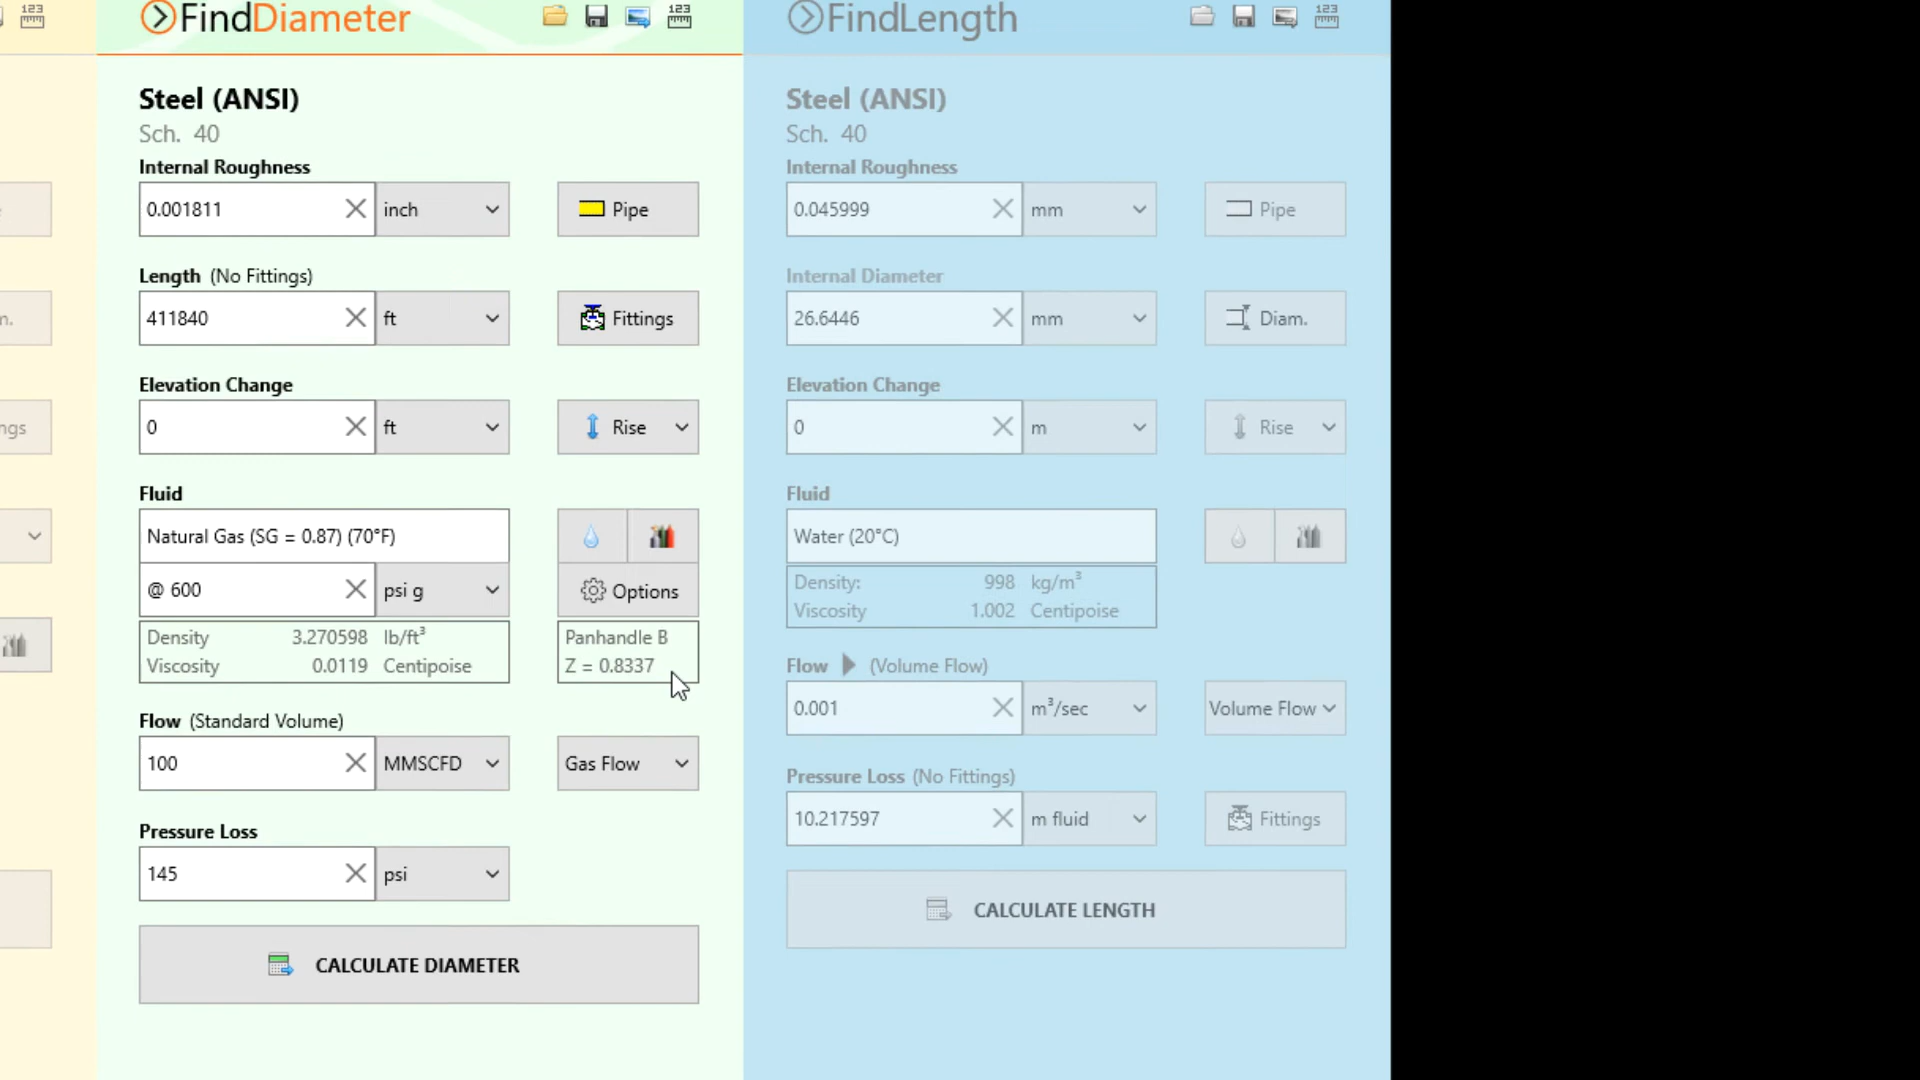 123
FindDiameter
123
FindLength
123
Steel (ANSI)
Sch. 40
Internal Roughness
0.001811 inch Pipe
Length (No Fittings)
411840 ft Fittings
Elevation Change
0 ft Rise
Fluid
Natural Gas (SG = 0.87) (70°F)
@ 600 psi g Options
Density 3.270598 lb/ft³
Viscosity 0.0119 Centipoise
Panhandle B
Z = 0.8337
Flow (Standard Volume)
100 MMSCFD Gas Flow
Pressure Loss
145 psi
CALCULATE DIAMETER
Steel (ANSI)
Sch. 40
Internal Roughness
0.045999 mm Pipe
Internal Diameter
26.6446 mm Diam.
Elevation Change
0 m Rise
Fluid
Water (20°C)
Density: 998 kg/m³
Viscosity 1.002 Centipoise
Flow (Volume Flow)
0.001 m³/sec Volume Flow
Pressure Loss (No Fittings)
10.217597 m fluid Fittings
CALCULATE LENGTH